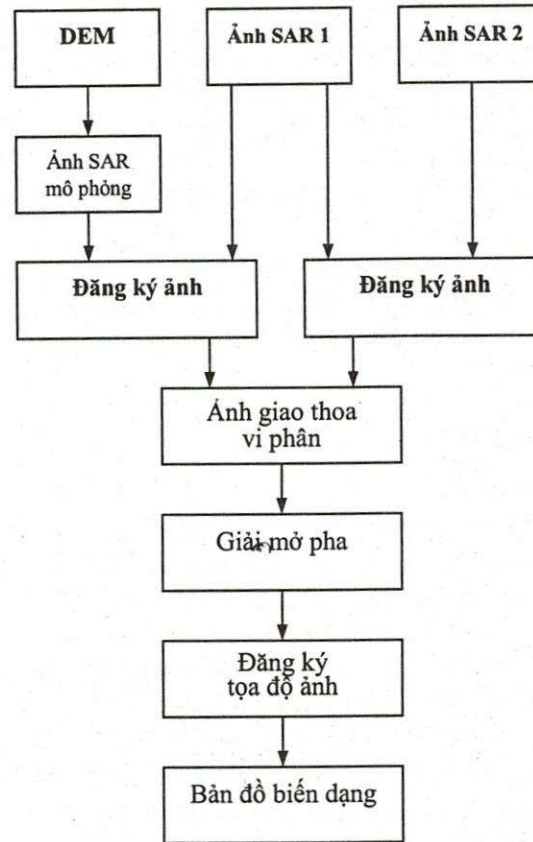 DEM
Ảnh SAR 1
Ảnh SAR 2
Ảnh SAR
mô phỏng
Đăng ký ảnh
Đăng ký ảnh
Ảnh giao thoa
vi phân
Giải mở pha
Đăng ký
tọa độ ảnh
Bản đồ biến dạng